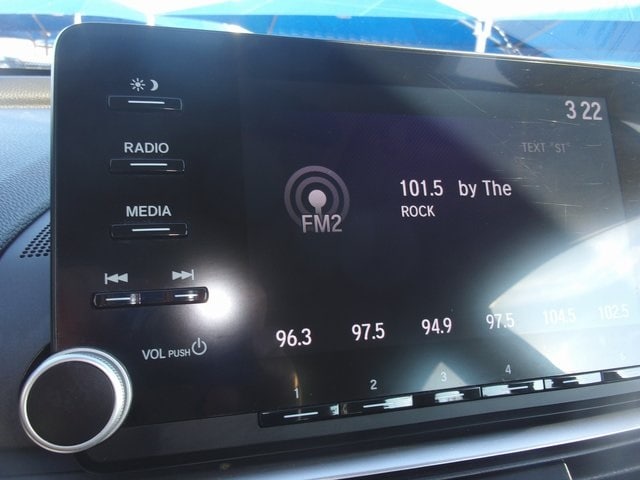 3 22
RADIO
TEXT "ST"
101.5 by The
ROCK
FM2
MEDIA
96.3 97.5 94.9 97.5 104.5 102.5
VOL PUSH
1 2 3 4